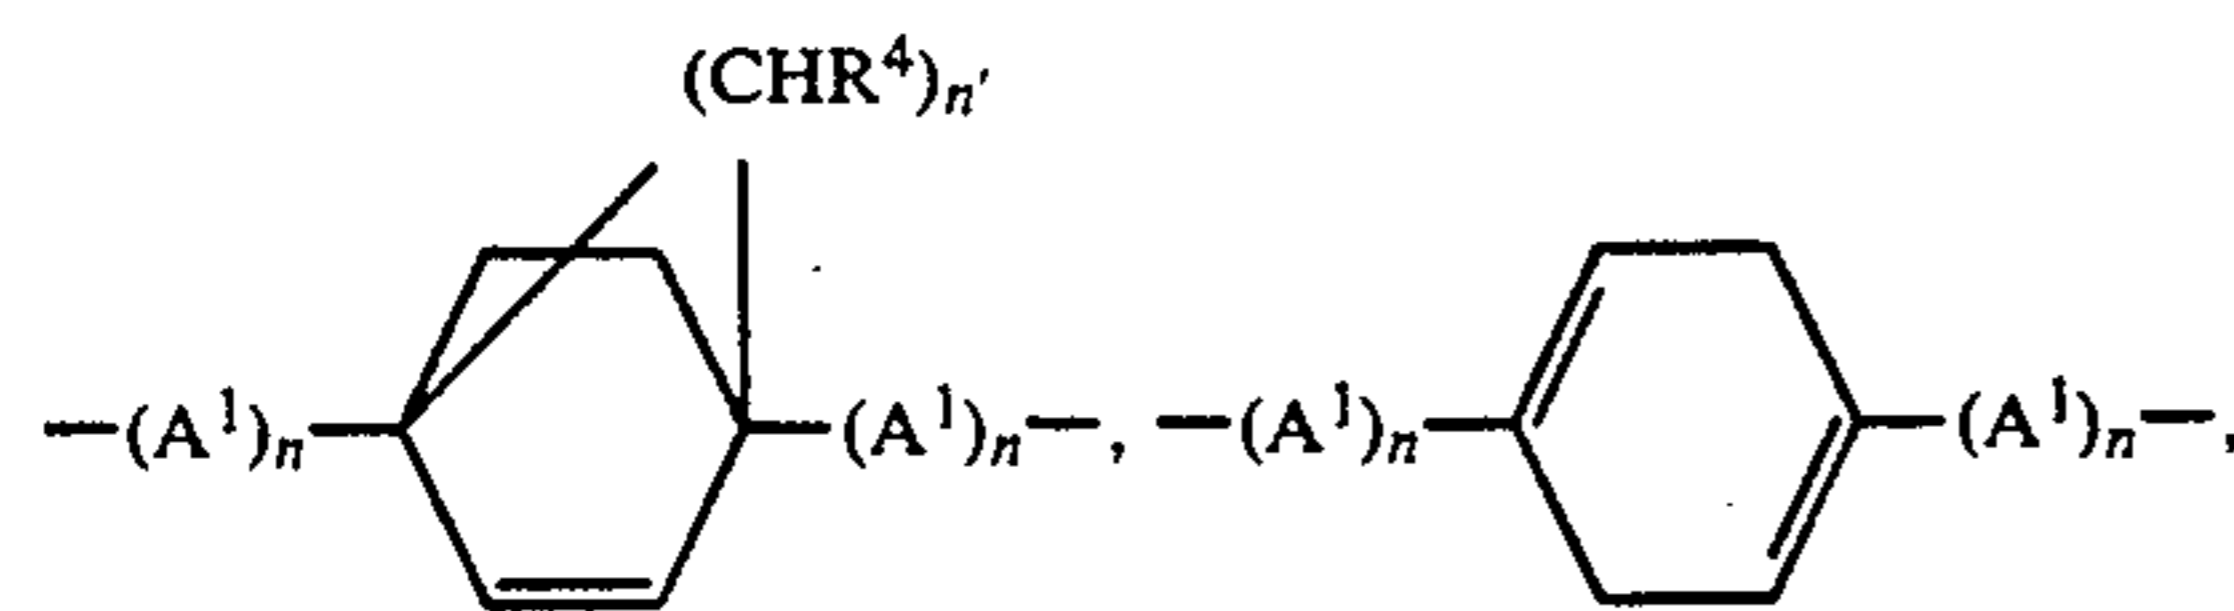 (CHR⁴)ₙ′
—(A¹)ₙ— —(A¹)ₙ—, —(A¹)ₙ— —(A¹)ₙ—,